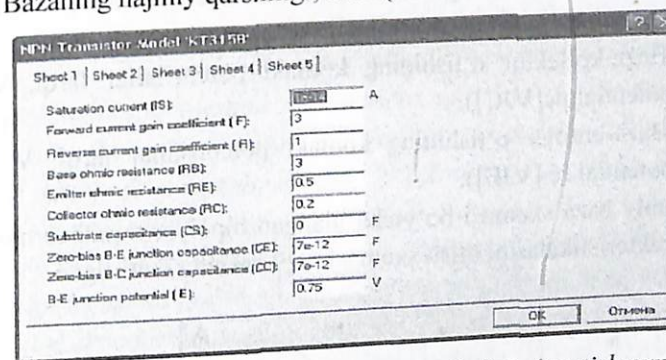 Bazaning hajmiy
NPN Transistor Model 'KT315B'
? X
Sheet 1 Sheet 2 Sheet 3 Sheet 4 Sheet 5
Saturation current (IS): A
Forward current gain coefficient ( F): 3
Reverse current gain coefficient ( R): 1
Base ohmic resistance (RB): 3
Emitter ohmic resistance (RE): 0.5
Collector ohmic resistance (RC): 0.2
Substrate capacitance (CS): 0 F
Zero-bias B-E junction capacitance (CE): 7e-12 F
Zero-bias B-C junction capacitance (CC): 7e-12 F
B-E junction potential ( E): 0.75 V
OK Отмена